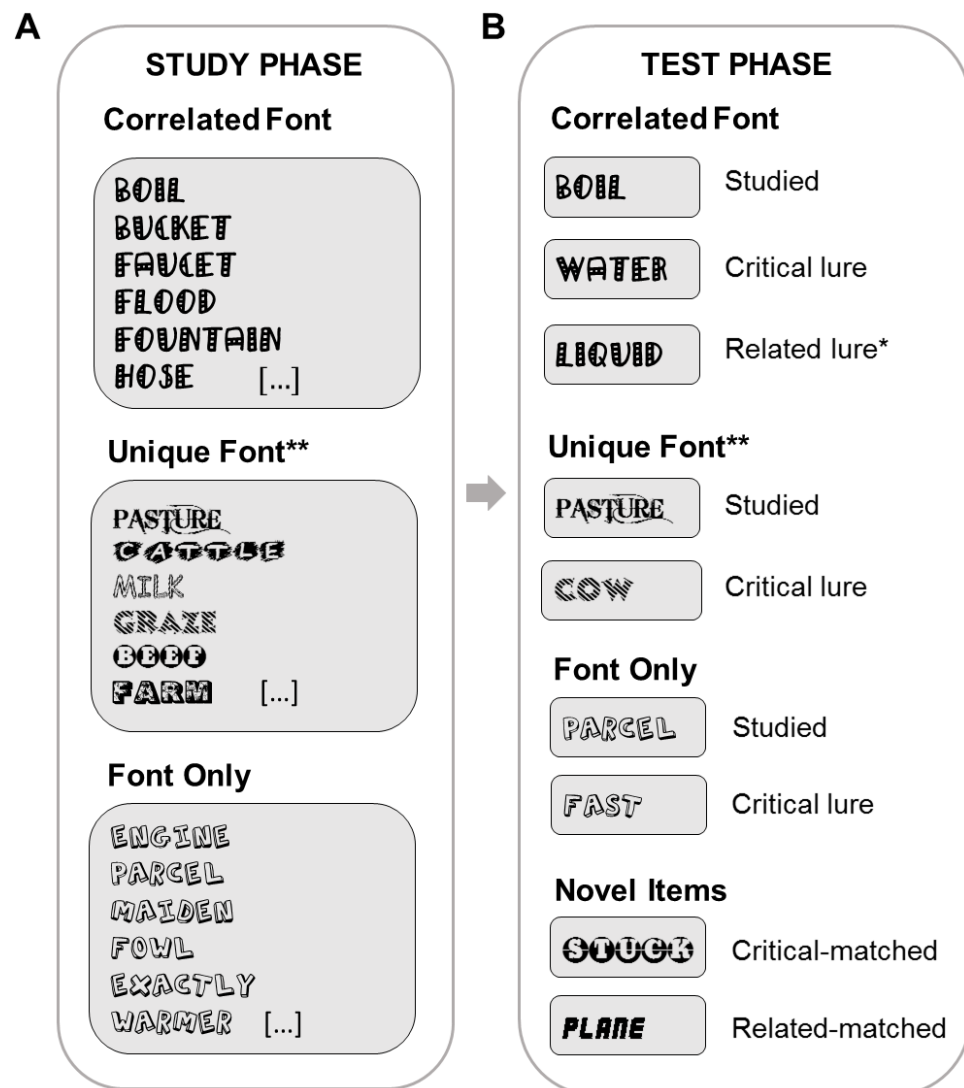 A
STUDY PHASE
Correlated Font
BOIL
BUCKET
FAUCET
FLOOD
FOUNTAIN
HOSE [...]
Unique Font**
PASTURE
CATTLE
MILK
GRAZE
BEEF
FARM [...]
Font Only
ENGINE
PARCEL
MAIDEN
FOWL
EXACTLY
WARMER [...]
B
TEST PHASE
Correlated Font
BOIL Studied
WATER Critical lure
LIQUID Related lure*
Unique Font**
PASTURE Studied
COW Critical lure
Font Only
PARCEL Studied
FAST Critical lure
Novel Items
STUCK Critical-matched
PLANE Related-matched